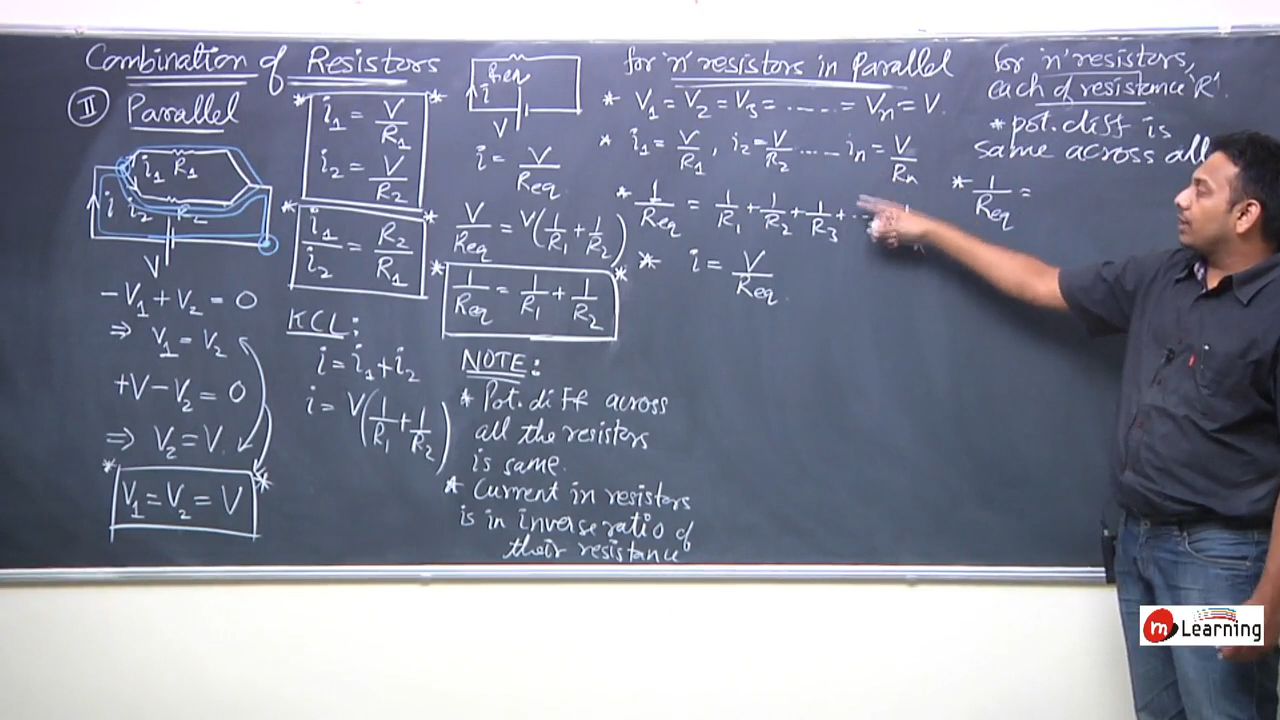 Combination of Resistors
II Parallel
i1 R1
i i2 R2
V
-V1 + V2 = 0
⇒ V1 = V2
+V - V2 = 0
⇒ V2 = V
* V1 = V2 = V *
* i1 = V/R1 *
i2 = V/R2
* i1/i2 = R2/R1
KCL:
i = i1 + i2
i = V(1/R1 + 1/R2)
Req
i
V
i = V/Req
V/Req = V(1/R1 + 1/R2)
* 1/Req = 1/R1 + 1/R2 *
NOTE:
* Pot. diff across
all the resistors
is same.
* Current in resistors
is in inverse ratio of
their resistance
for 'n' resistors in Parallel
* V1 = V2 = V3 = ...... = Vn = V.
* i1 = V/R1, i2 = V/R2 ...... in = V/Rn
* 1/Req = 1/R1 + 1/R2 + 1/R3 + ..
* i = V/Req.
for 'n' resistors,
each of resistance 'R'.
* pot. diff is
same across all
* 1/Req =
m Learning